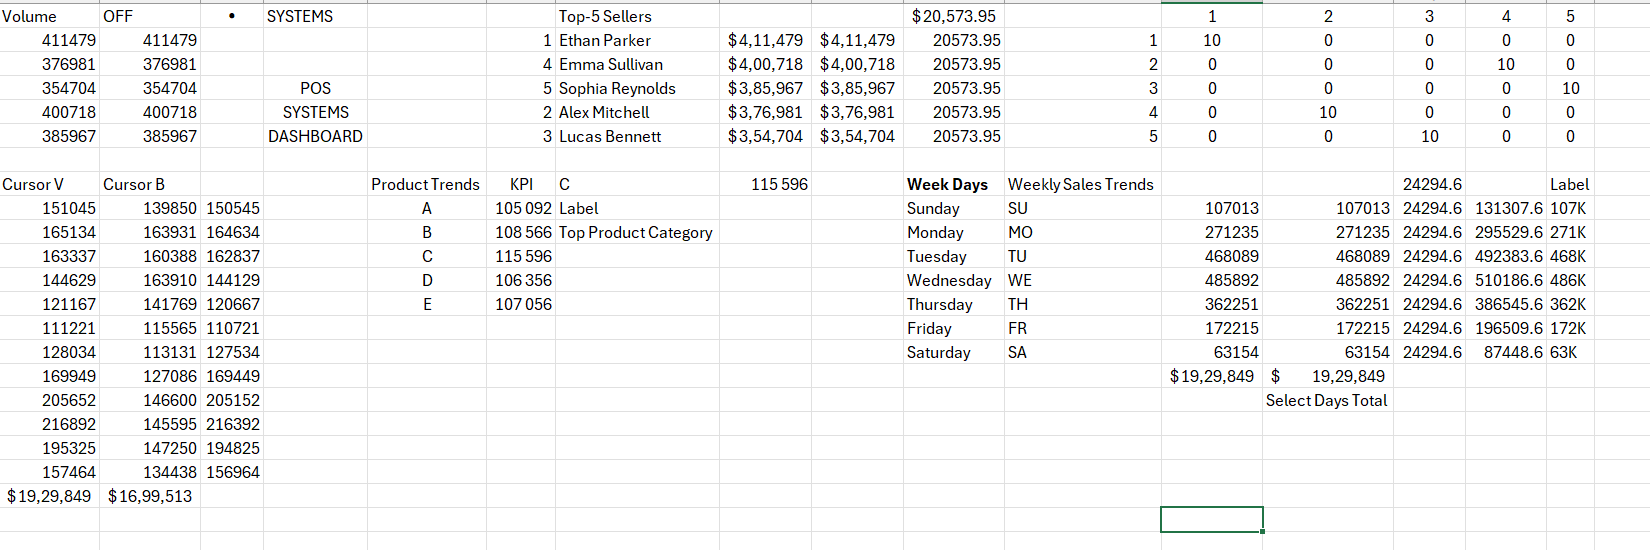 Volume OFF • SYSTEMS Top-5 Sellers $20,573.95 1 2 3 4 5
411479 411479 1 Ethan Parker $4,11,479 $4,11,479 20573.95 1 10 0 0 0 0
376981 376981 4 Emma Sullivan $4,00,718 $4,00,718 20573.95 2 0 0 0 10 0
354704 354704 POS 5 Sophia Reynolds $3,85,967 $3,85,967 20573.95 3 0 0 0 0 10
400718 400718 SYSTEMS 2 Alex Mitchell $3,76,981 $3,76,981 20573.95 4 0 10 0 0 0
385967 385967 DASHBOARD 3 Lucas Bennett $3,54,704 $3,54,704 20573.95 5 0 0 10 0 0
Cursor V Cursor B Product Trends KPI C 115 596 Week Days Weekly Sales Trends 24294.6 Label
151045 139850 150545 A 105 092 Label Sunday SU 107013 107013 24294.6 131307.6 107K
165134 163931 164634 B 108 566 Top Product Category Monday MO 271235 271235 24294.6 295529.6 271K
163337 160388 162837 C 115 596 Tuesday TU 468089 468089 24294.6 492383.6 468K
144629 163910 144129 D 106 356 Wednesday WE 485892 485892 24294.6 510186.6 486K
121167 141769 120667 E 107 056 Thursday TH 362251 362251 24294.6 386545.6 362K
111221 115565 110721 Friday FR 172215 172215 24294.6 196509.6 172K
128034 113131 127534 Saturday SA 63154 63154 24294.6 87448.6 63K
169949 127086 169449 $19,29,849 $ 19,29,849
205652 146600 205152 Select Days Total
216892 145595 216392
195325 147250 194825
157464 134438 156964
$19,29,849 $16,99,513